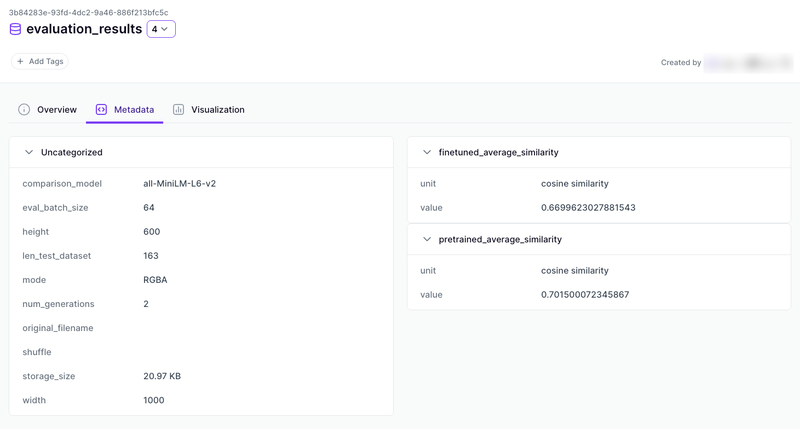 3b84283e-93fd-4dc2-9a46-886f213bfc5c
evaluation_results 4
Add Tags
Created by
Overview Metadata Visualization
Uncategorized
comparison_model all-MiniLM-L6-v2
eval_batch_size 64
height 600
len_test_dataset 163
mode RGBA
num_generations 2
original_filename
shuffle
storage_size 20.97 KB
width 1000
finetuned_average_similarity
unit cosine similarity
value 0.6699623027881543
pretrained_average_similarity
unit cosine similarity
value 0.701500072345867